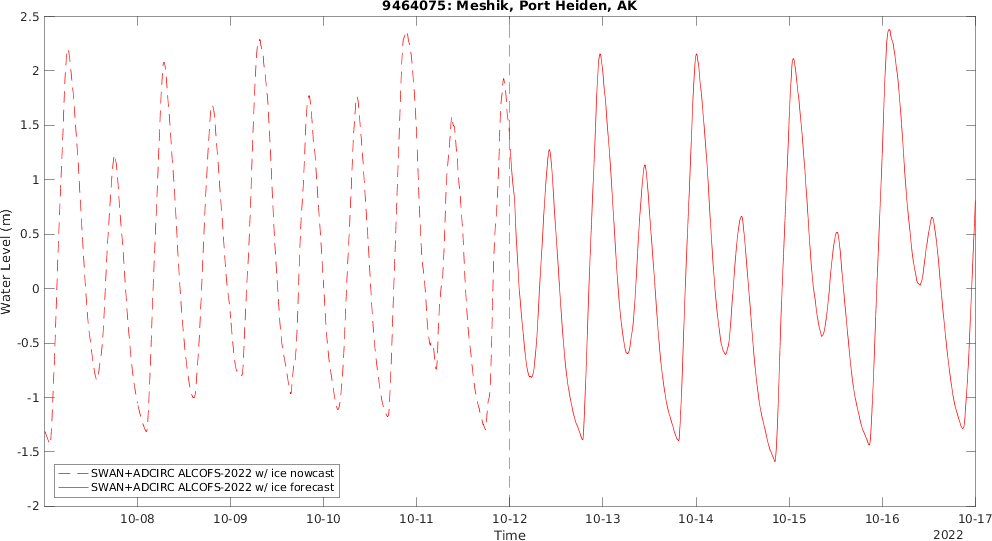 9464075: Meshik, Port Heiden, AK
Water Level (m)
2.5
2
1.5
1
0.5
0
-0.5
-1
-1.5
-2
SWAN+ADCIRC ALCOFS-2022 w/ ice nowcast
SWAN+ADCIRC ALCOFS-2022 w/ ice forecast
10-08 10-09 10-10 10-11 10-12 10-13 10-14 10-15 10-16 10-17
Time
2022